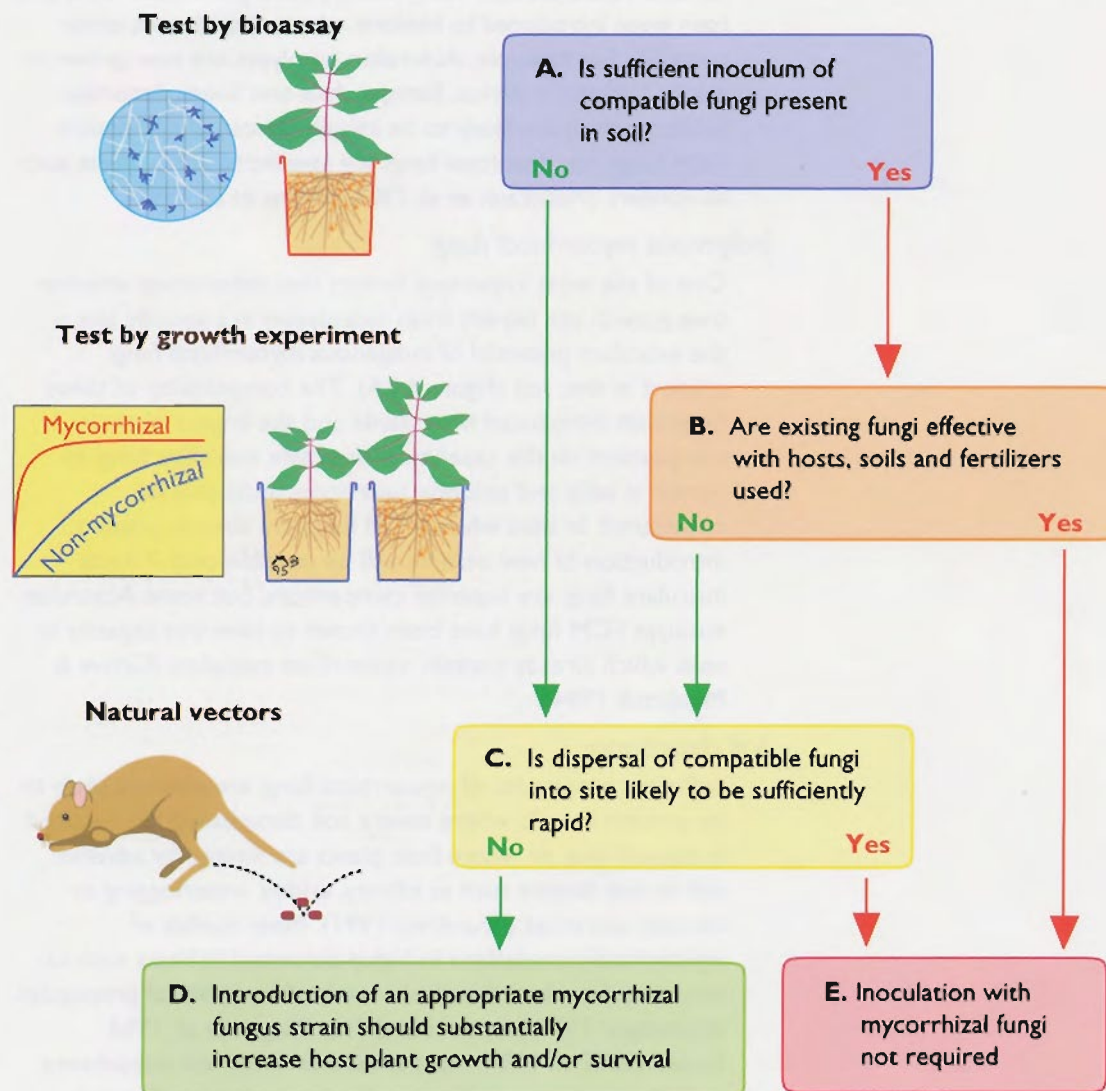 Test by bioassay
A. Is sufficient inoculum of
compatible fungi present
in soil?
No Yes
Test by growth experiment
Mycorrhizal
Non-mycorrhizal
B. Are existing fungi effective
with hosts, soils and fertilizers
used?
No Yes
Natural vectors
C. Is dispersal of compatible fungi
into site likely to be sufficiently
rapid?
No Yes
D. Introduction of an appropriate mycorrhizal
fungus strain should substantially
increase host plant growth and/or survival
E. Inoculation with
mycorrhizal fungi
not required